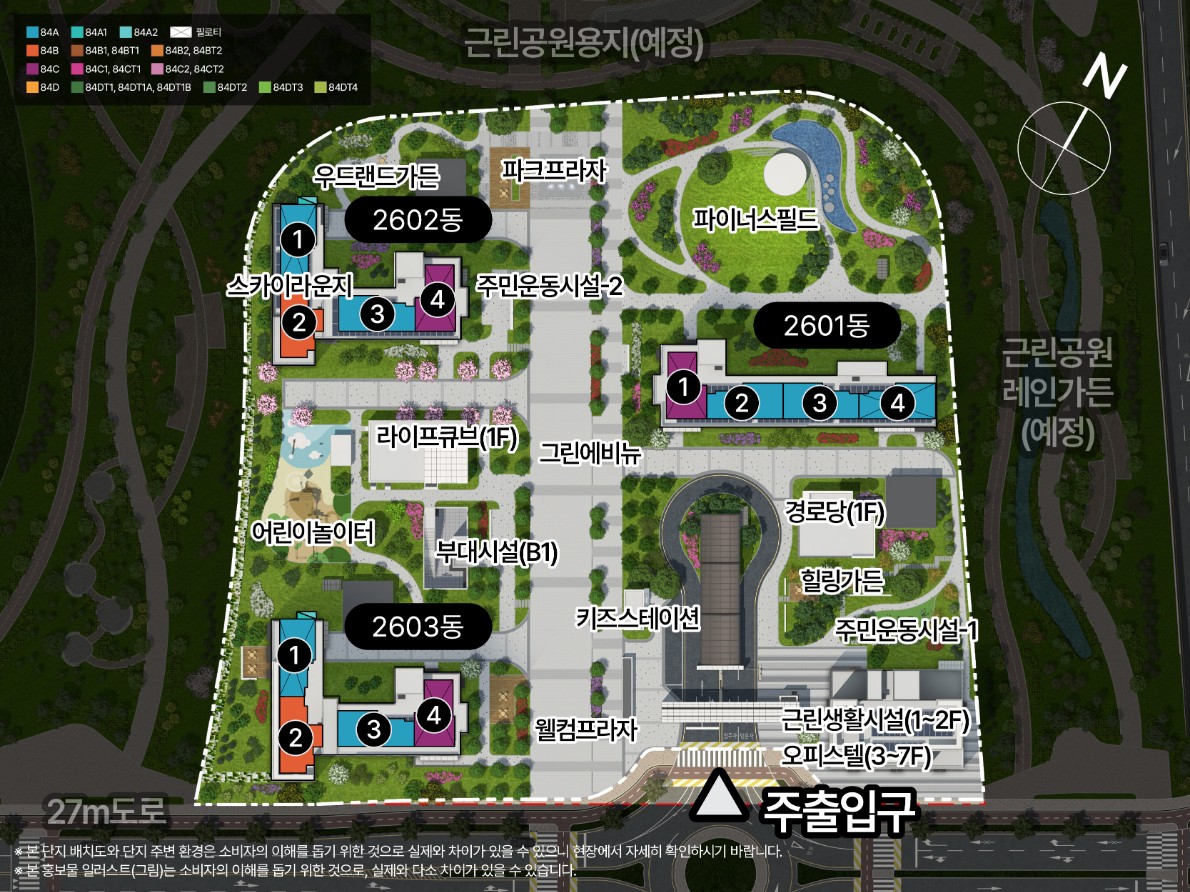 84A 84A1 84A2 필로티
84B 84B1, 84BT1 84B2, 84BT2
84C 84C1, 84CT1 84C2, 84CT2
84D 84DT1, 84DT1A, 84DT1B 84DT2 84DT3 84DT4
근린공원용지(예정)
N
우드랜드가든
파크프라자
2602동
파이너스필드
1
스카이라운지
주민운동시설-2
2
3
4
2601동
근린공원
레인가든
(예정)
1
2
3
4
라이프큐브(1F)
그린에비뉴
경로당(1F)
어린이놀이터
부대시설(B1)
힐링가든
키즈스테이션
2603동
주민운동시설-1
1
2
3
4
웰컴프라자
근린생활시설(1~2F)
오피스텔(3~7F)
주출입구
27m도로
※ 본 단지 배치도와 단지 주변 환경은 소비자의 이해를 돕기 위한 것으로 실제와 차이가 있을 수 있으니 현장에서 자세히 확인하시기 바랍니다.
※ 본 홍보물 일러스트(그림)는 소비자의 이해를 돕기 위한 것으로, 실제와 다소 차이가 있을 수 있습니다.